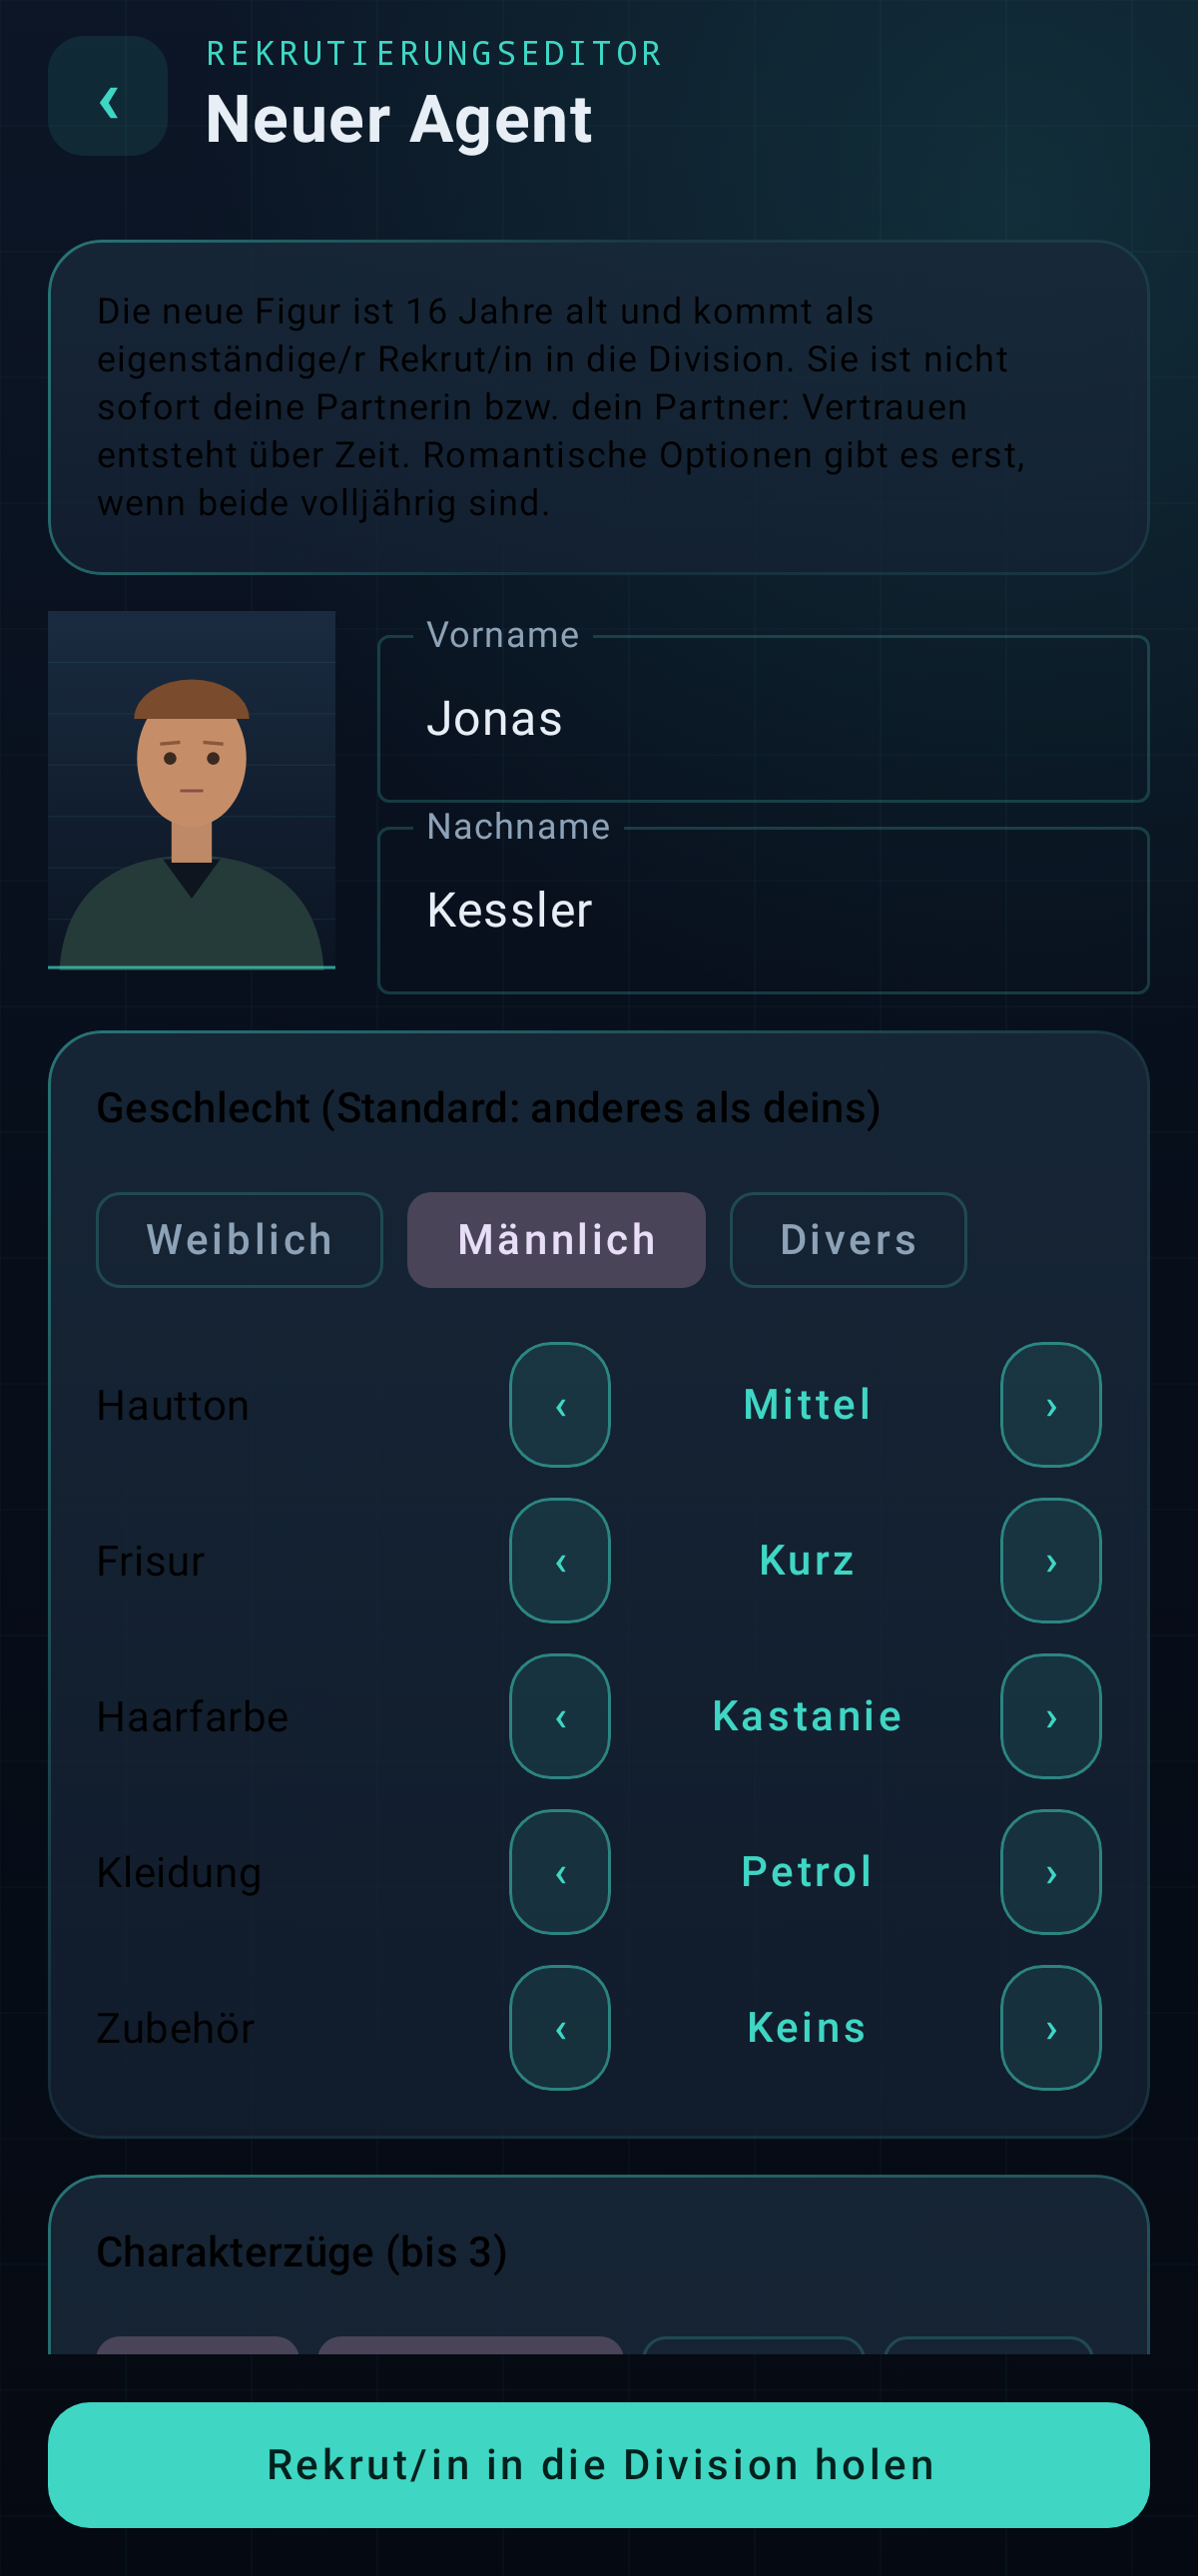 REKRUTIERUNGSEDITOR
‹
Neuer Agent
Die neue Figur ist 16 Jahre alt und kommt als
eigenständige/r Rekrut/in in die Division. Sie ist nicht
sofort deine Partnerin bzw. dein Partner: Vertrauen
entsteht über Zeit. Romantische Optionen gibt es erst,
wenn beide volljährig sind.
Vorname
Jonas
Nachname
Kessler
Geschlecht (Standard: anderes als deins)
Weiblich Männlich Divers
Hautton ‹ Mittel ›
Frisur ‹ Kurz ›
Haarfarbe ‹ Kastanie ›
Kleidung ‹ Petrol ›
Zubehör ‹ Keins ›
Charakterzüge (bis 3)
Rekrut/in in die Division holen